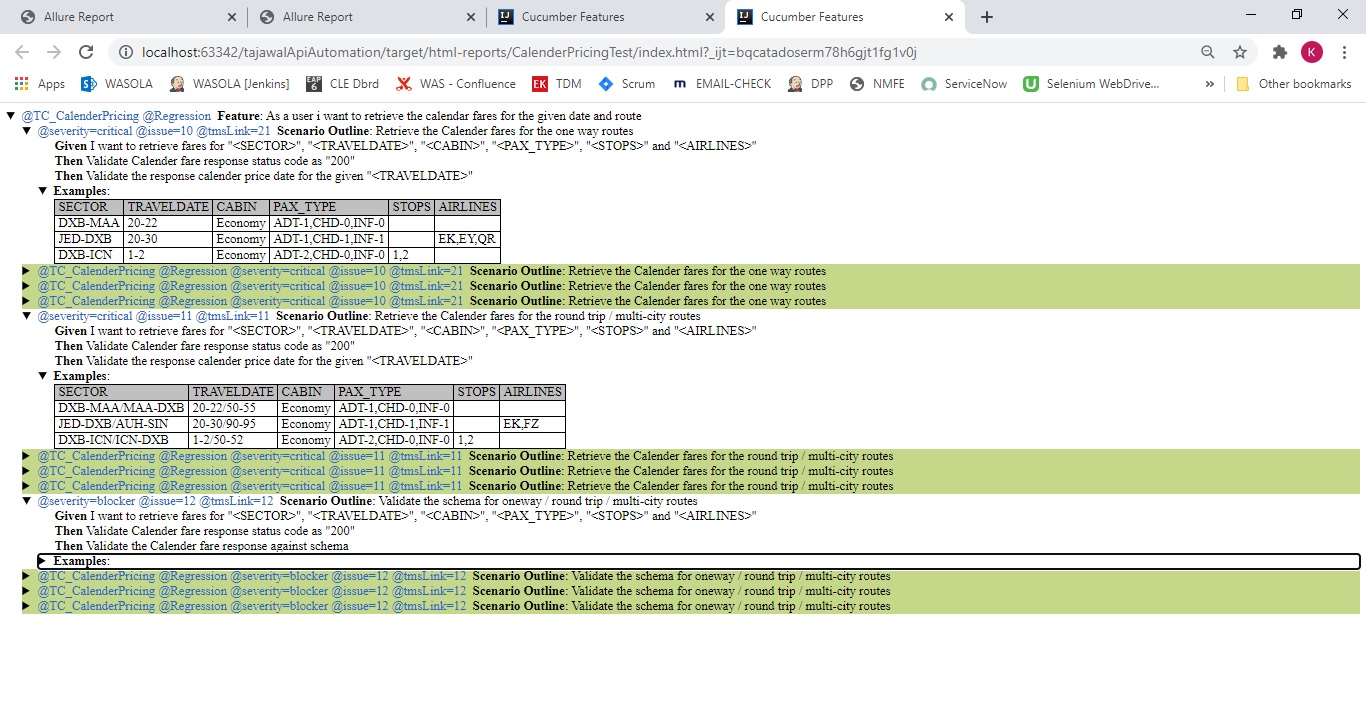 Allure Report
Allure Report
Cucumber Features
Cucumber Features
localhost:63342/tajawalApiAutomation/target/html-reports/CalenderPricingTest/index.html?_ijt=bqcatadoserm78h6gjt1fg1v0j
K
Apps WASOLA WASOLA [Jenkins] EAP 6 CLE Dbrd WAS - Confluence EK TDM Scrum m EMAIL-CHECK DPP NMFE ServiceNow U Selenium WebDrive... » Other bookmarks
@TC_CalenderPricing @Regression Feature: As a user i want to retrieve the calendar fares for the given date and route
@severity=critical @issue=10 @tmsLink=21 Scenario Outline: Retrieve the Calender fares for the one way routes
Given I want to retrieve fares for "<SECTOR>", "<TRAVELDATE>", "<CABIN>", "<PAX_TYPE>", "<STOPS>" and "<AIRLINES>"
Then Validate Calender fare response status code as "200"
Then Validate the response calender price date for the given "<TRAVELDATE>"
Examples:
SECTOR TRAVELDATE CABIN PAX_TYPE STOPS AIRLINES
DXB-MAA 20-22 Economy ADT-1,CHD-0,INF-0
JED-DXB 20-30 Economy ADT-1,CHD-1,INF-1 EK,EY,QR
DXB-ICN 1-2 Economy ADT-2,CHD-0,INF-0 1,2
@TC_CalenderPricing @Regression @severity=critical @issue=10 @tmsLink=21 Scenario Outline: Retrieve the Calender fares for the one way routes
@TC_CalenderPricing @Regression @severity=critical @issue=10 @tmsLink=21 Scenario Outline: Retrieve the Calender fares for the one way routes
@TC_CalenderPricing @Regression @severity=critical @issue=10 @tmsLink=21 Scenario Outline: Retrieve the Calender fares for the one way routes
@severity=critical @issue=11 @tmsLink=11 Scenario Outline: Retrieve the Calender fares for the round trip / multi-city routes
Given I want to retrieve fares for "<SECTOR>", "<TRAVELDATE>", "<CABIN>", "<PAX_TYPE>", "<STOPS>" and "<AIRLINES>"
Then Validate Calender fare response status code as "200"
Then Validate the response calender price date for the given "<TRAVELDATE>"
Examples:
SECTOR TRAVELDATE CABIN PAX_TYPE STOPS AIRLINES
DXB-MAA/MAA-DXB 20-22/50-55 Economy ADT-1,CHD-0,INF-0
JED-DXB/AUH-SIN 20-30/90-95 Economy ADT-1,CHD-1,INF-1 EK,FZ
DXB-ICN/ICN-DXB 1-2/50-52 Economy ADT-2,CHD-0,INF-0 1,2
@TC_CalenderPricing @Regression @severity=critical @issue=11 @tmsLink=11 Scenario Outline: Retrieve the Calender fares for the round trip / multi-city routes
@TC_CalenderPricing @Regression @severity=critical @issue=11 @tmsLink=11 Scenario Outline: Retrieve the Calender fares for the round trip / multi-city routes
@TC_CalenderPricing @Regression @severity=critical @issue=11 @tmsLink=11 Scenario Outline: Retrieve the Calender fares for the round trip / multi-city routes
@severity=blocker @issue=12 @tmsLink=12 Scenario Outline: Validate the schema for oneway / round trip / multi-city routes
Given I want to retrieve fares for "<SECTOR>", "<TRAVELDATE>", "<CABIN>", "<PAX_TYPE>", "<STOPS>" and "<AIRLINES>"
Then Validate Calender fare response status code as "200"
Then Validate the Calender fare response against schema
Examples:
@TC_CalenderPricing @Regression @severity=blocker @issue=12 @tmsLink=12 Scenario Outline: Validate the schema for oneway / round trip / multi-city routes
@TC_CalenderPricing @Regression @severity=blocker @issue=12 @tmsLink=12 Scenario Outline: Validate the schema for oneway / round trip / multi-city routes
@TC_CalenderPricing @Regression @severity=blocker @issue=12 @tmsLink=12 Scenario Outline: Validate the schema for oneway / round trip / multi-city routes